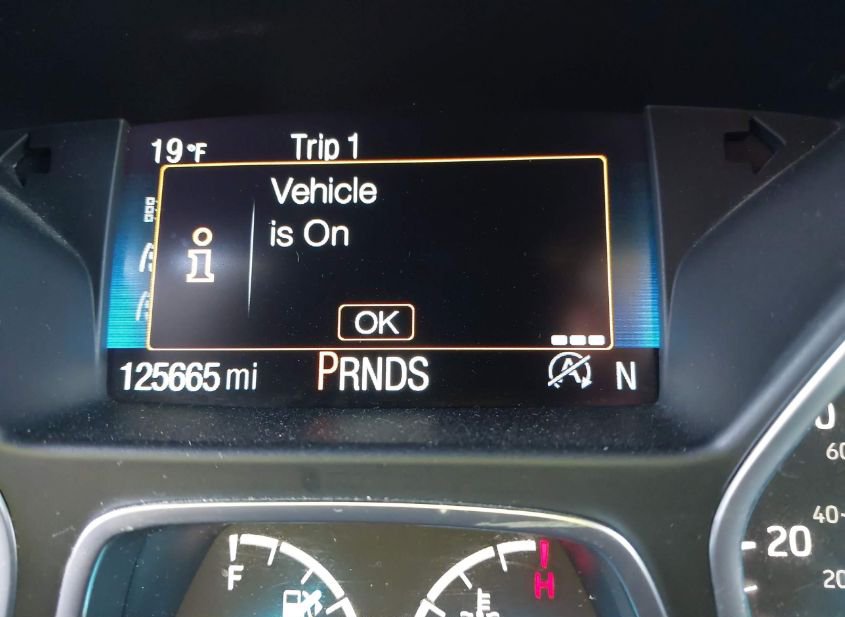 19°F Trip 1
Vehicle
is On
OK
125665 mi PRNDS A N
60
40
20
20
F H